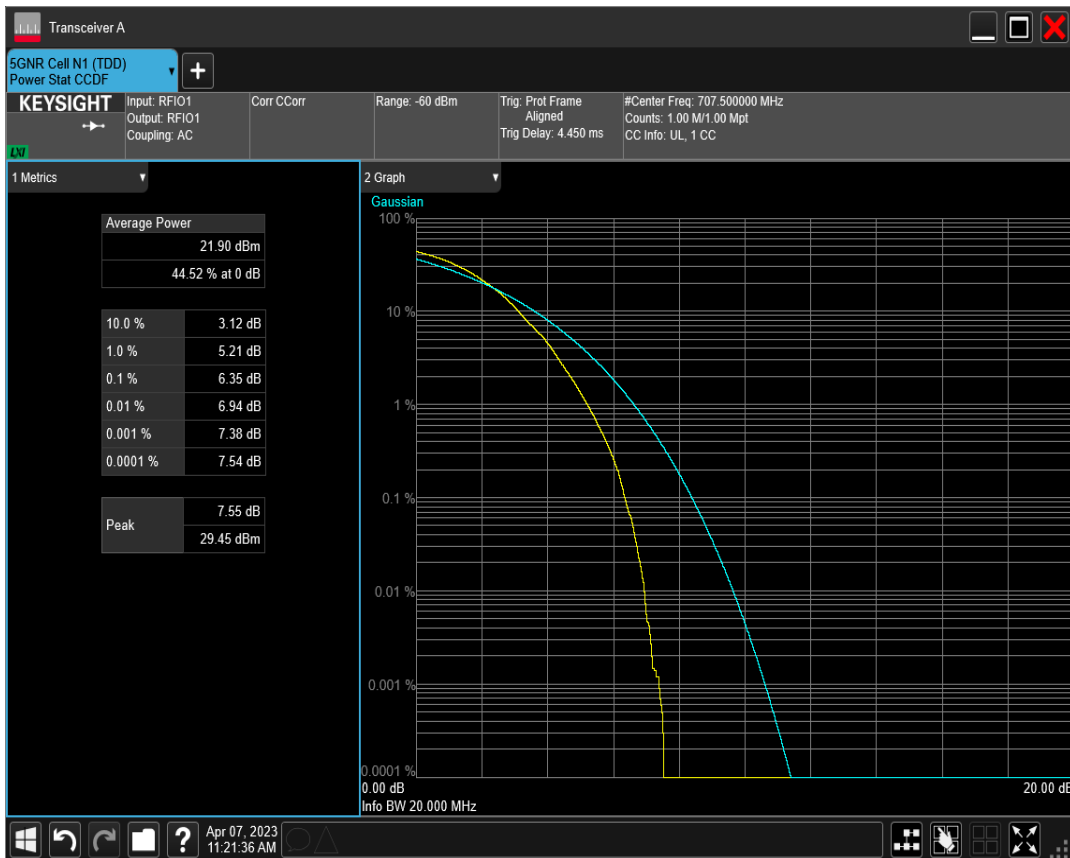 Transceiver A
5GNR Cell N1 (TDD)
Power Stat CCDF
KEYSIGHT
LXI
Input: RFIO1
Output: RFIO1
Coupling: AC
Corr CCorr
Range: -60 dBm
Trig: Prot Frame
Aligned
Trig Delay: 4.450 ms
#Center Freq: 707.500000 MHz
Counts: 1.00 M/1.00 Mpt
CC Info: UL, 1 CC
1 Metrics
Average Power
21.90 dBm
44.52 % at 0 dB
10.0 % 3.12 dB
1.0 % 5.21 dB
0.1 % 6.35 dB
0.01 % 6.94 dB
0.001 % 7.38 dB
0.0001 % 7.54 dB
Peak
7.55 dB
29.45 dBm
2 Graph
Gaussian
100 %
10 %
1 %
0.1 %
0.01 %
0.001 %
0.0001 %
0.00 dB 20.00 dB
Info BW 20.000 MHz
? Apr 07, 2023
11:21:36 AM